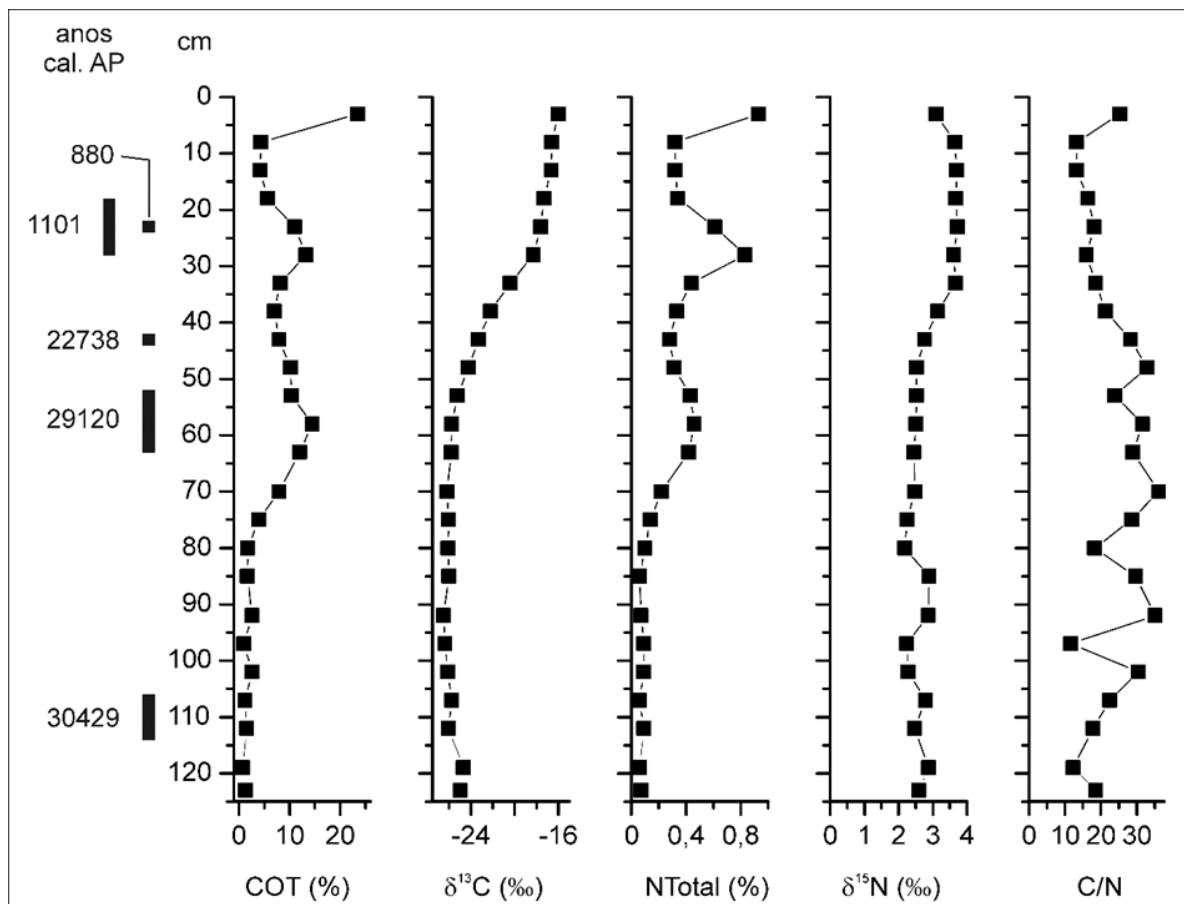 anos
cal. AP
cm
0
10
880
20
1101
30
40
22738
50
29120
60
70
80
90
100
30429
110
120
0 10 20
-24 -16
0,4 0,8
0 1 2 3 4
0 10 20 30
COT (%)
δ¹³C (‰)
NTotal (%)
δ¹⁵N (‰)
C/N